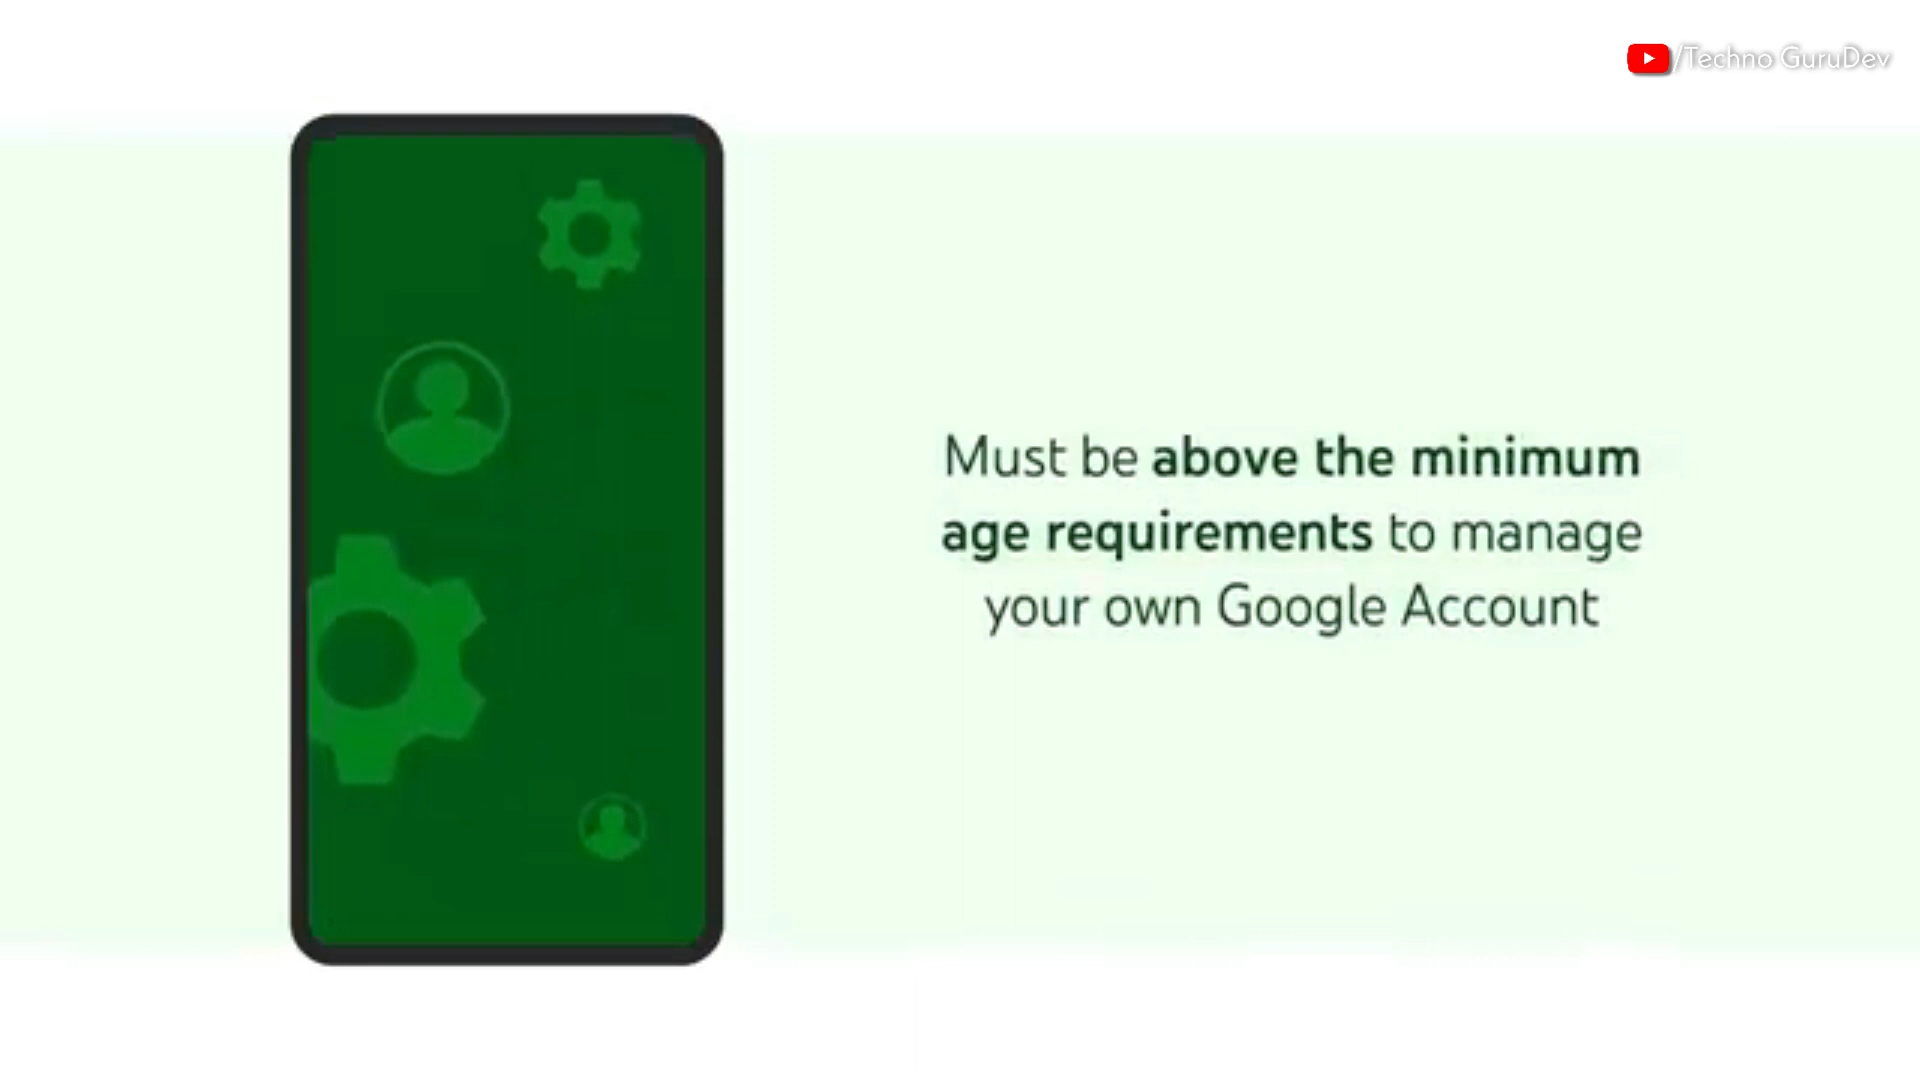 /Techno GuruDev
Must be above the minimum
age requirements to manage
your own Google Account